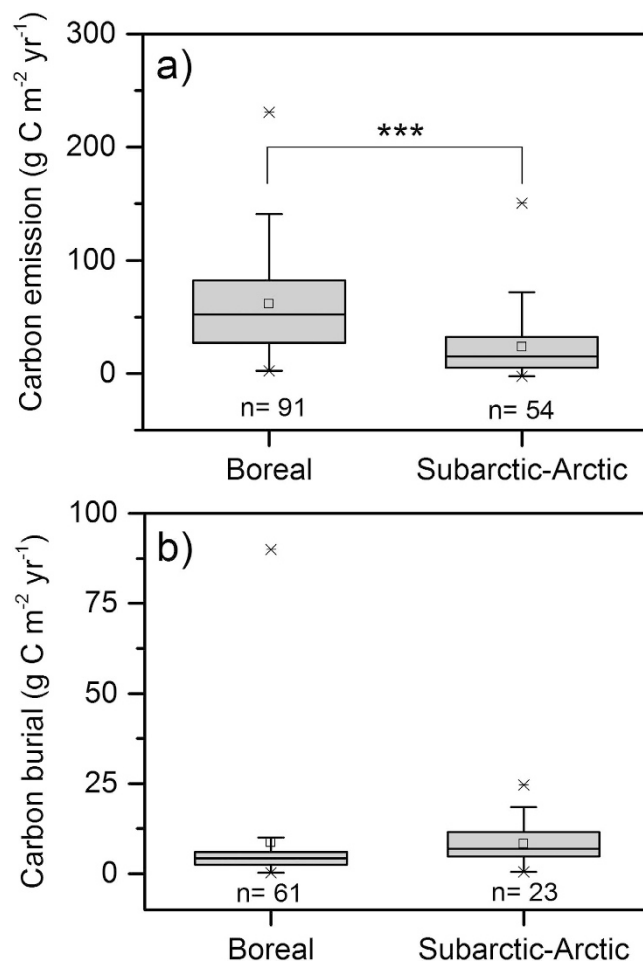 a)
Carbon emission (g C m⁻² yr⁻¹)
300
200
100
0
***
n= 91
n= 54
Boreal
Subarctic-Arctic
b)
Carbon burial (g C m⁻² yr⁻¹)
100
75
50
25
0
n= 61
n= 23
Boreal
Subarctic-Arctic